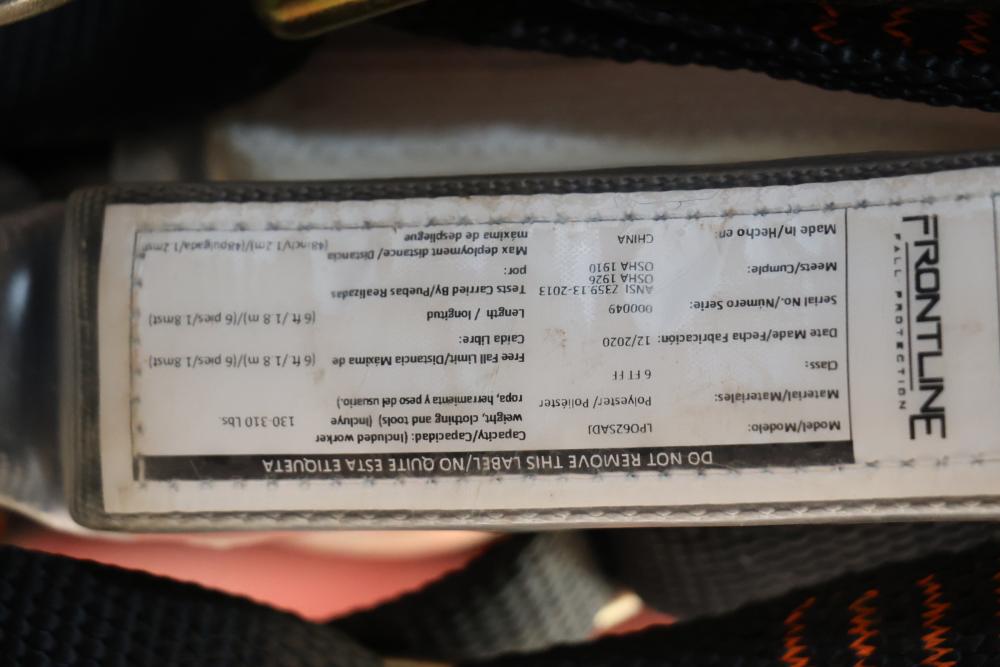 FRONTLINE
FALL PROTECTION
DO NOT REMOVE THIS LABEL/NO QUITE ESTA ETIQUETA
Model/Modelo: LPO62SADJ
Material/Materiales: Polyester/ Poliéster
Class: 6 FT FF
Date Made/Fecha Fabricación: 12/2020
Serial No./Número Serie: 000049
Meets/Cumple: ANSI Z359.13-2013
OSHA 1926
OSHA 1910
Made In/Hecho en: CHINA
Capacity/Capacidad: (Included worker
weight, clothing and tools) (Incluye 130-310 Lbs.
ropa, herramienta y peso del usuario.)
Free Fall Limit/Distancia Máxima de (6 ft / 1.8 m)/(6 pies/1 8mst)
Caída Libre:
Length / longitud (6 ft / 1.8 m)/(6 pies/1 8mst)
Tests Carried By/Puebas Realizadas
por:
Max deployment distance/ Distancia
máxima de despliegue